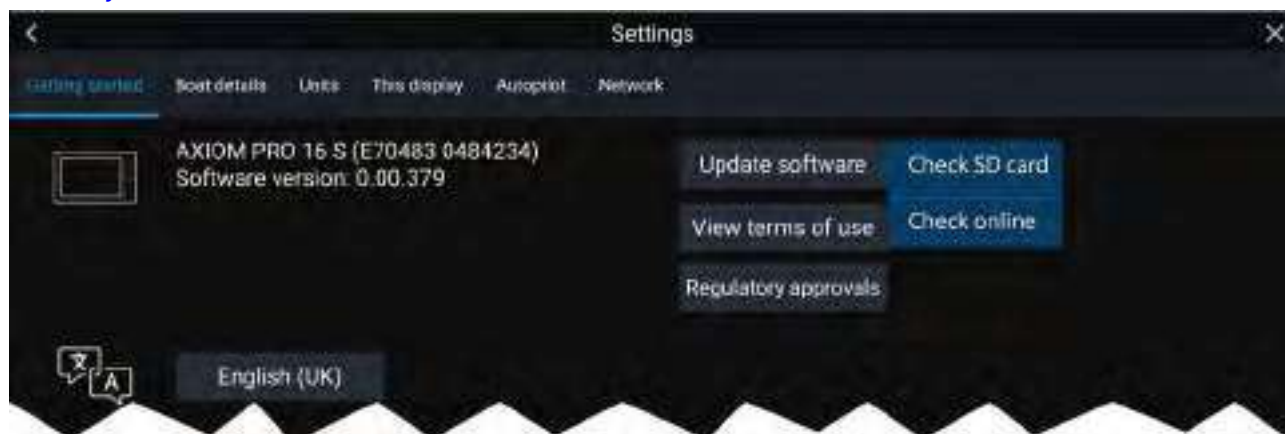 Settings
Getting started Boat details Units This display Autopilot Network
AXIOM PRO 16 S (E70483 0484234)
Software version: 0.00.379
Update software
Check SD card
View terms of use
Check online
Regulatory approvals
English (UK)